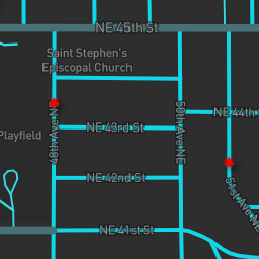 NE 45th St
Saint Stephen's
Episcopal Church
NE 44th
48th Ave NE
NE 43rd St
50th Ave NE
Playfield
NE 42nd St
51st Ave NE
NE 41st St